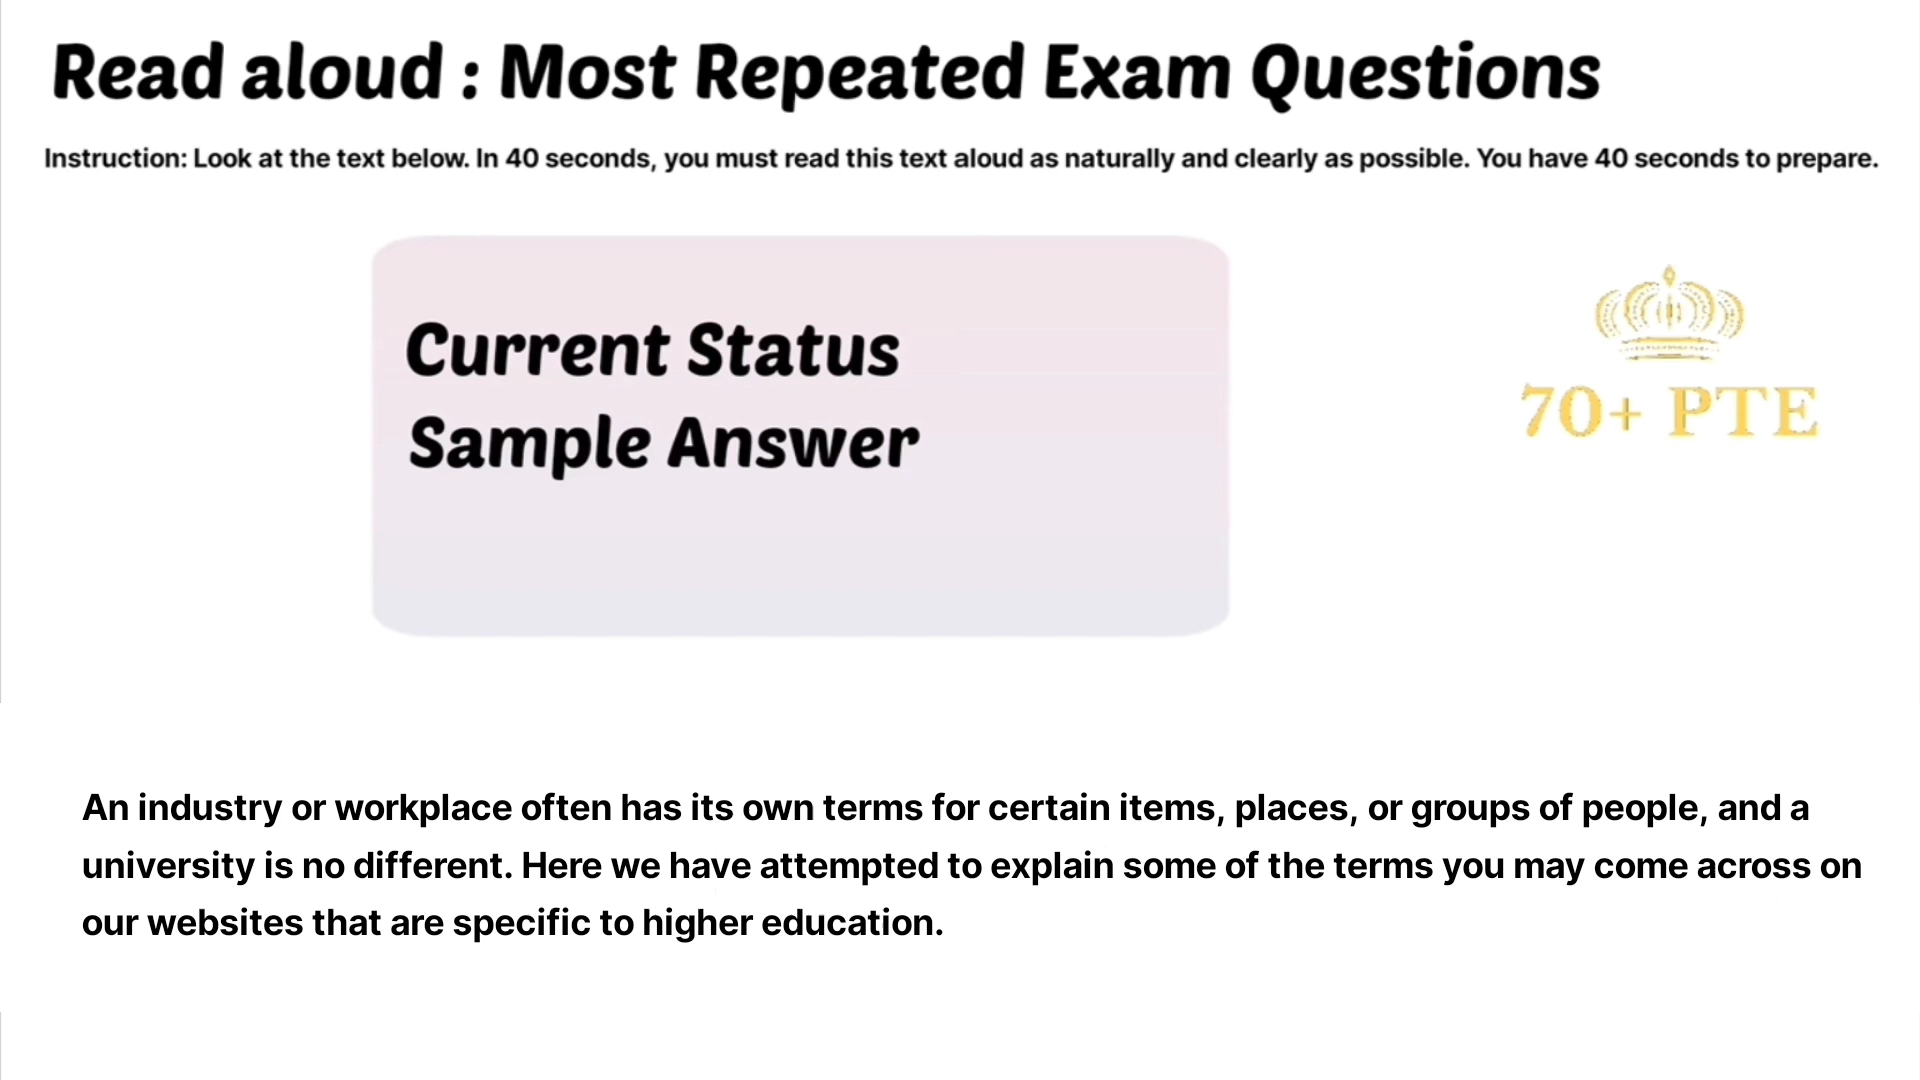 Read aloud : Most Repeated Exam Questions
Instruction: Look at the text below. In 40 seconds, you must read this text aloud as naturally and clearly as possible. You have 40 seconds to prepare.
Current Status
Sample Answer
70+ PTE
An industry or workplace often has its own terms for certain items, places, or groups of people, and a
university is no different. Here we have attempted to explain some of the terms you may come across on
our websites that are specific to higher education.